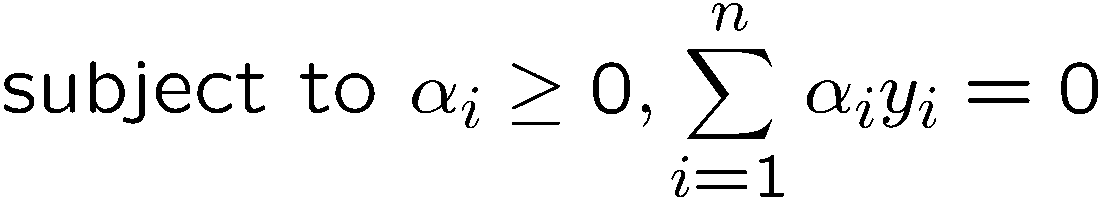 subject to $\alpha_i \geq 0, \sum_{i=1}^{n} \alpha_i y_i = 0$